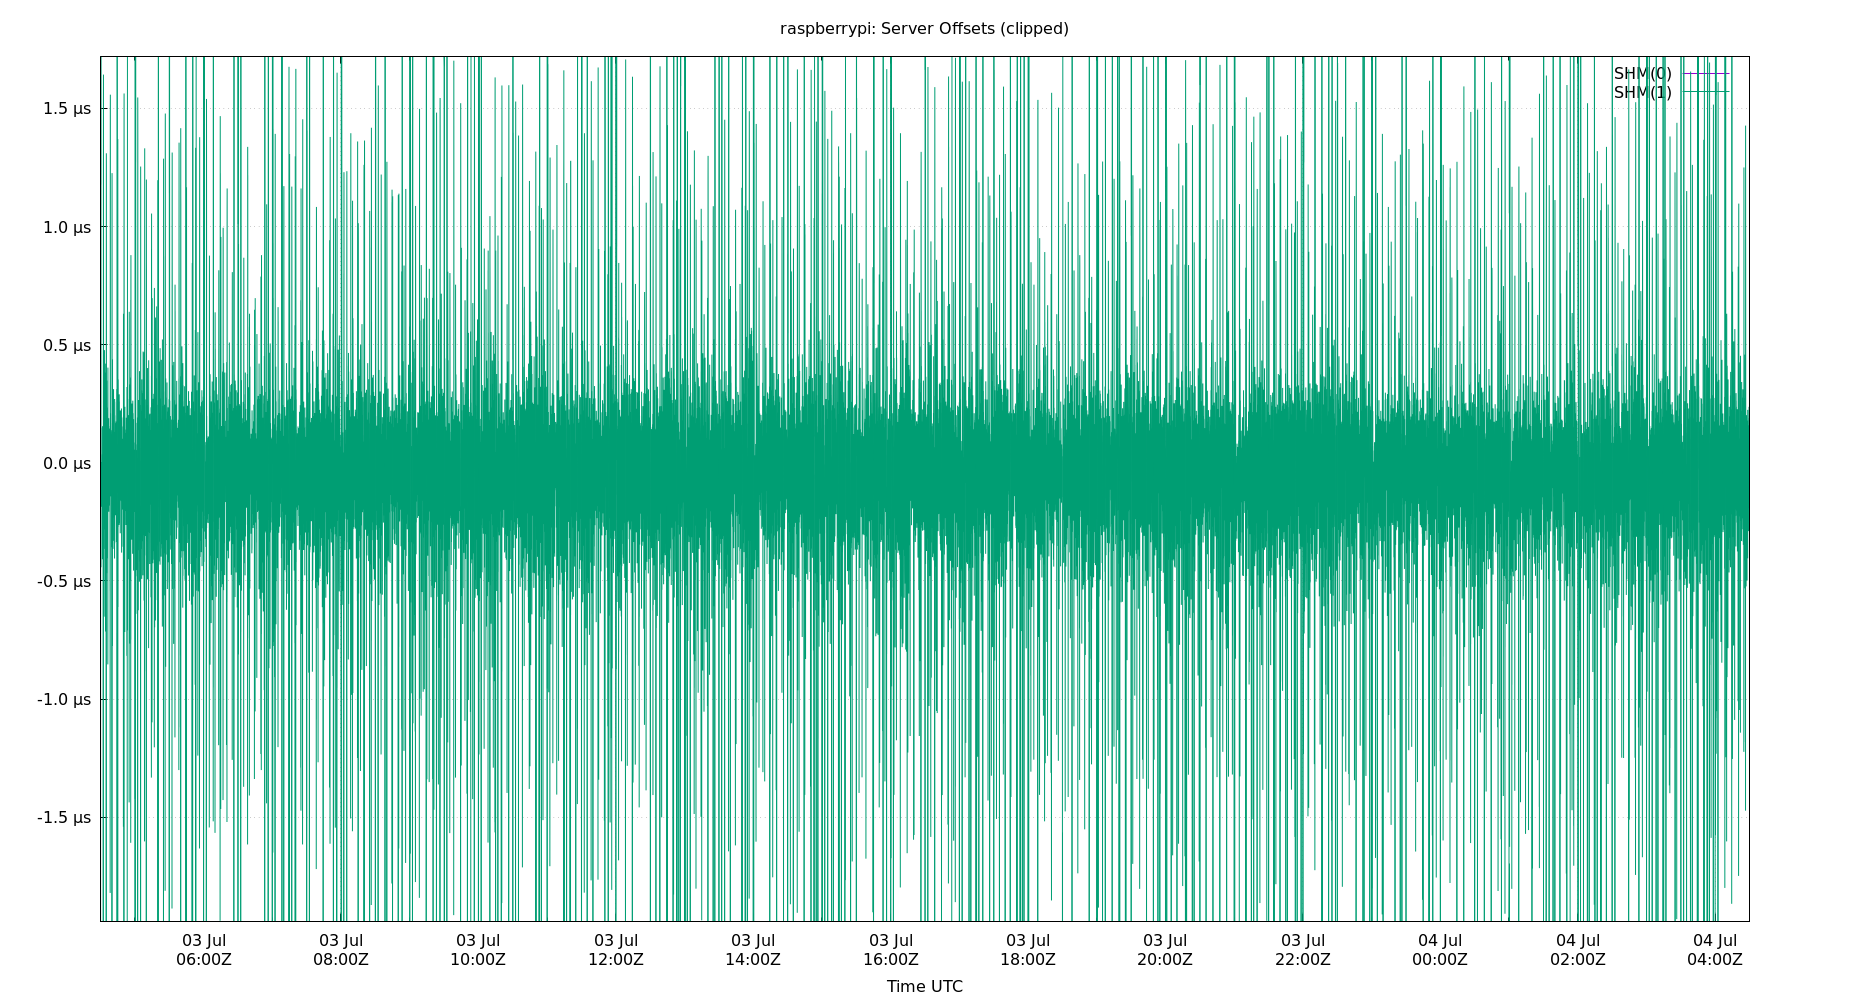 raspberrypi: Server Offsets (clipped)
SHM(0)
SHM(1)
1.5 µs
1.0 µs
0.5 µs
0.0 µs
-0.5 µs
-1.0 µs
-1.5 µs
03 Jul 03 Jul 03 Jul 03 Jul 03 Jul 03 Jul 03 Jul 03 Jul 03 Jul 04 Jul 04 Jul 04 Jul
06:00Z 08:00Z 10:00Z 12:00Z 14:00Z 16:00Z 18:00Z 20:00Z 22:00Z 00:00Z 02:00Z 04:00Z
Time UTC